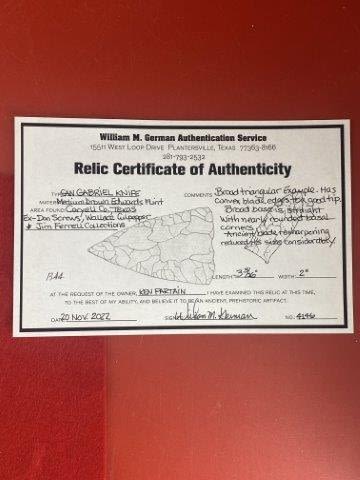 William M. German Authentication Service
15511 West Loop Drive Plantersville, Texas 77363-8166
281-793-2532
Relic Certificate of Authenticity
TYPE SAN GABRIEL KNIFE
MATERIAL Medium brown Edwards Flint
AREA FOUND Coryell Co., Texas
Ex-Don Screws, Wallace Culpepper
& Jim Ferrell Collections
COMMENTS Broad triangular Example. Has
convex blade edges to a good tip.
Broad base is straight
With nearly rounded basal
corners.
Ancient blade resharpening
reduced its size considerably.
LENGTH WIDTH 2"
AT THE REQUEST OF THE OWNER, KEN PARTAIN I HAVE EXAMINED THIS RELIC AT THIS TIME,
TO THE BEST OF MY ABILITY, AND BELIEVE IT TO BE AN ANCIENT, PREHISTORIC ARTIFACT.
DATE 20 NOV. 2022 SIGNED William M. German NO. 4146